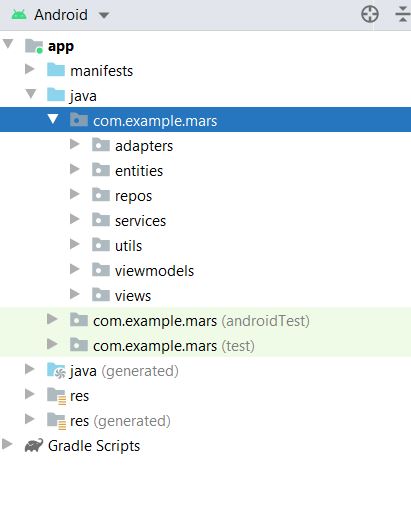 Android
app
manifests
java
com.example.mars
adapters
entities
repos
services
utils
viewmodels
views
com.example.mars (androidTest)
com.example.mars (test)
java (generated)
res
res (generated)
Gradle Scripts